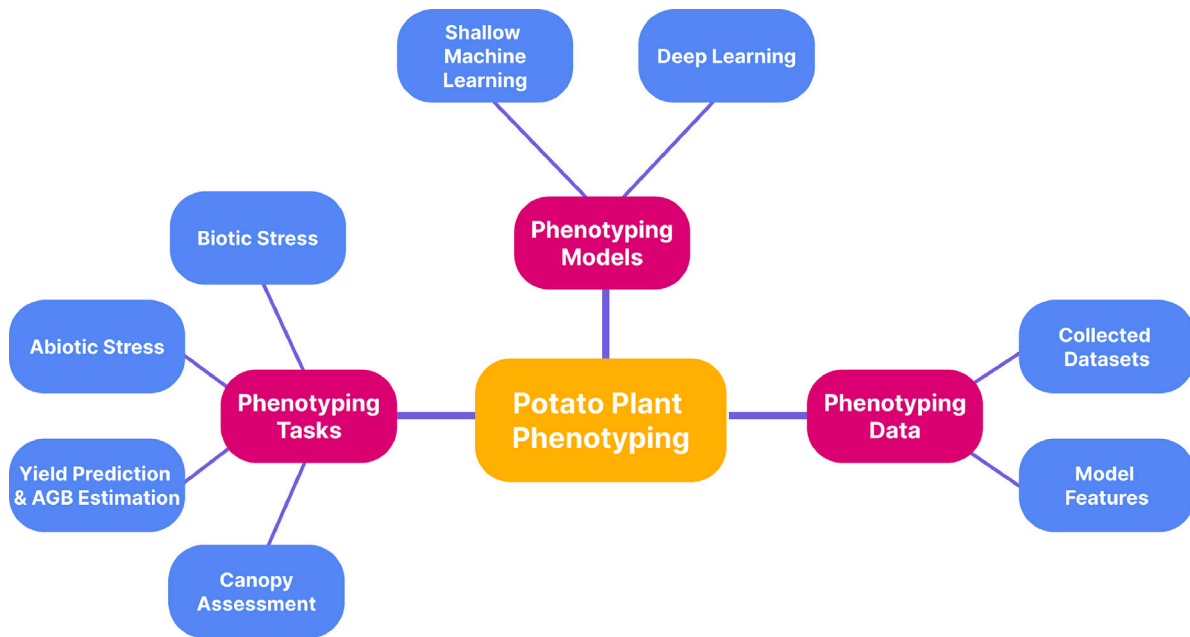 Shallow
Machine
Learning
Deep Learning
Phenotyping
Models
Biotic Stress
Abiotic Stress
Phenotyping
Tasks
Yield Prediction
& AGB Estimation
Canopy
Assessment
Potato Plant
Phenotyping
Phenotyping
Data
Collected
Datasets
Model
Features